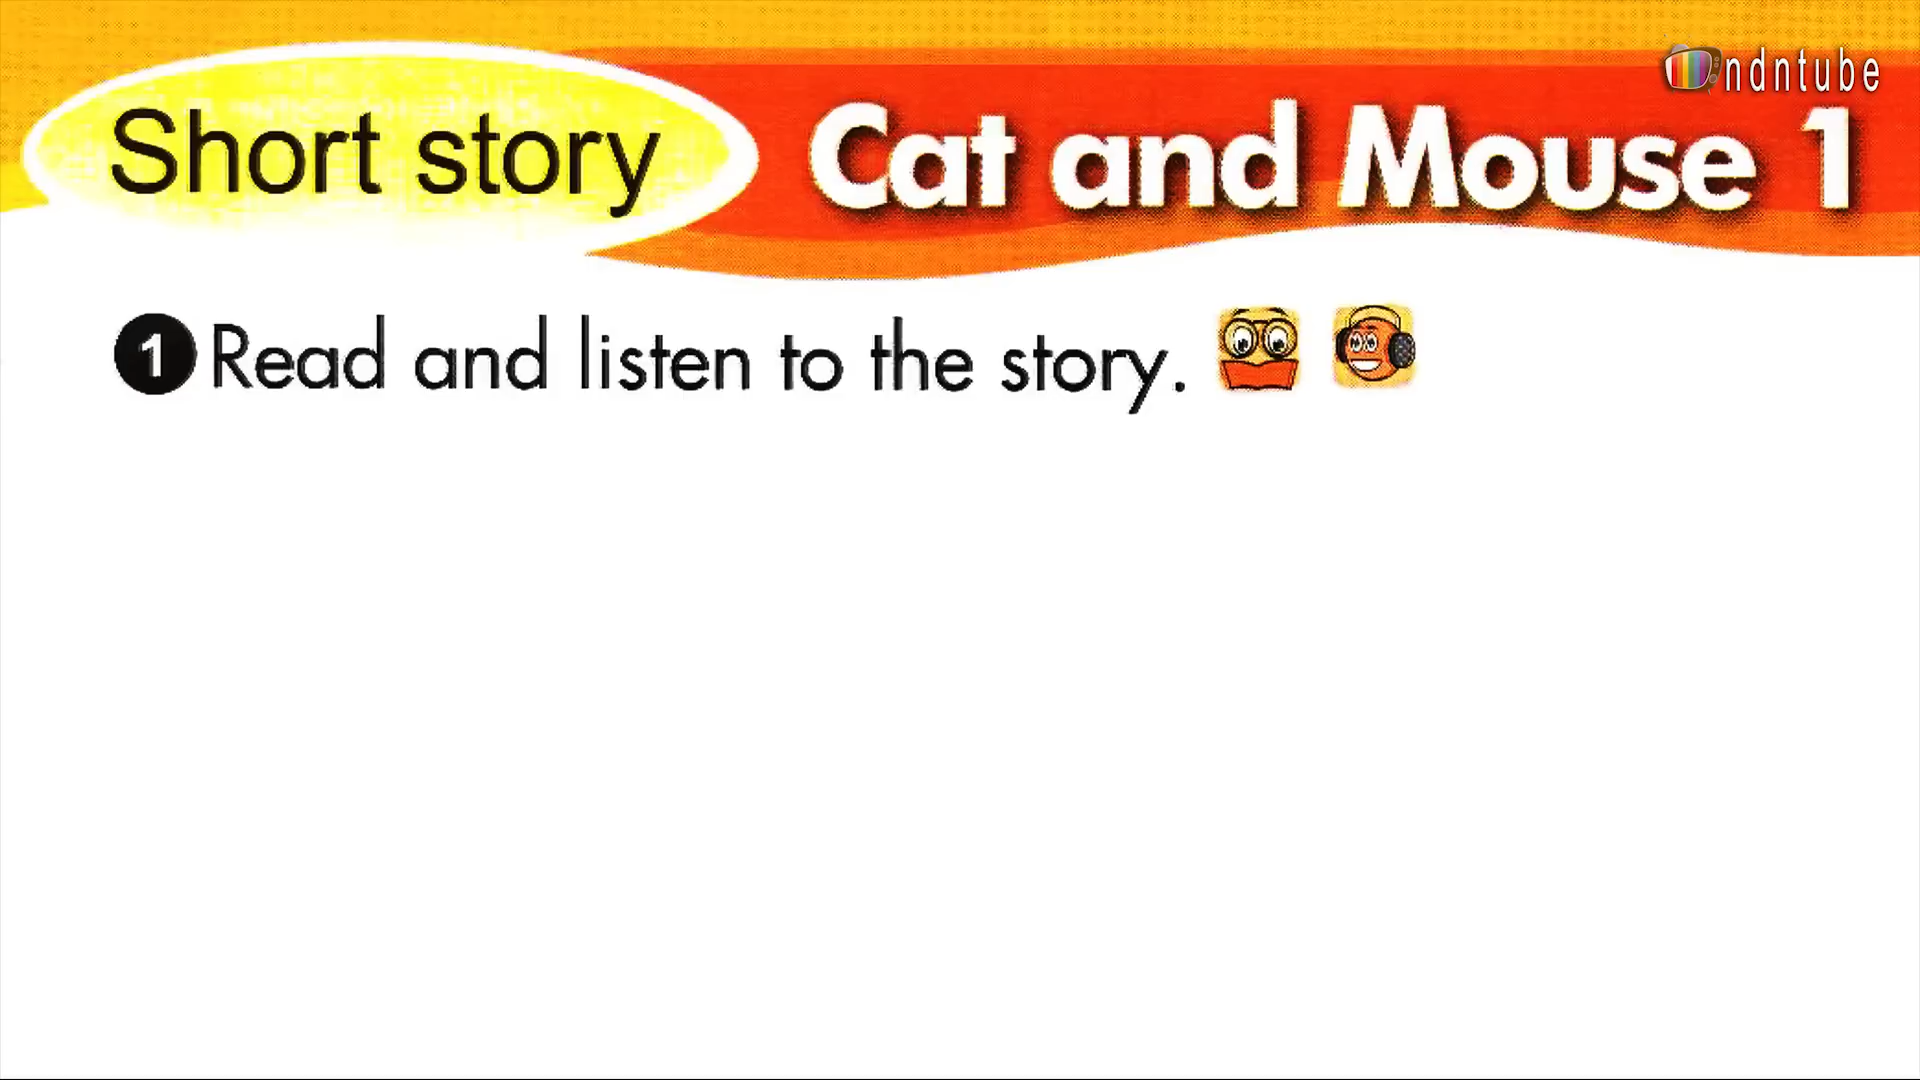 ndntube
Short story
Cat and Mouse 1
1 Read and listen to the story.